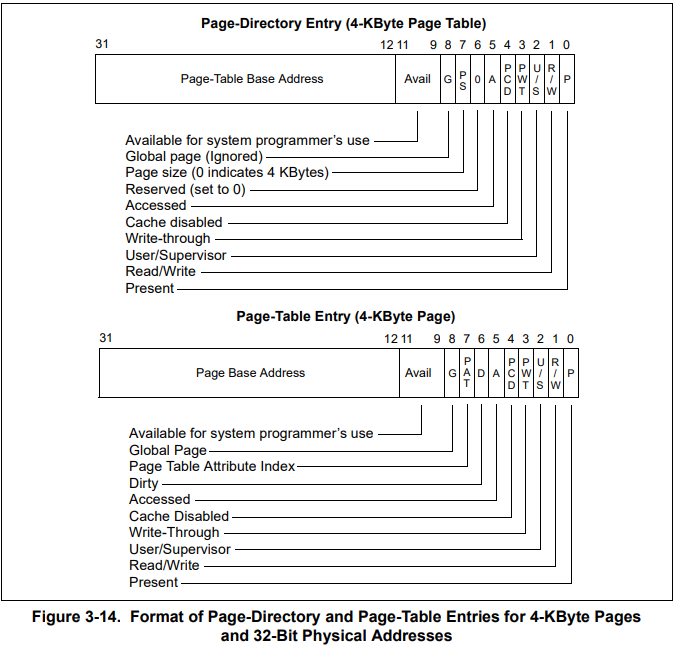 Page-Directory Entry (4-KByte Page Table)
31 12 11 9 8 7 6 5 4 3 2 1 0
Page-Table Base Address Avail G PS 0 A PCD PWT U/S R/W P
Available for system programmer's use
Global page (Ignored)
Page size (0 indicates 4 KBytes)
Reserved (set to 0)
Accessed
Cache disabled
Write-through
User/Supervisor
Read/Write
Present
Page-Table Entry (4-KByte Page)
31 12 11 9 8 7 6 5 4 3 2 1 0
Page Base Address Avail G PAT D A PCD PWT U/S R/W P
Available for system programmer's use
Global Page
Page Table Attribute Index
Dirty
Accessed
Cache Disabled
Write-Through
User/Supervisor
Read/Write
Present
Figure 3-14. Format of Page-Directory and Page-Table Entries for 4-KByte Pages
and 32-Bit Physical Addresses